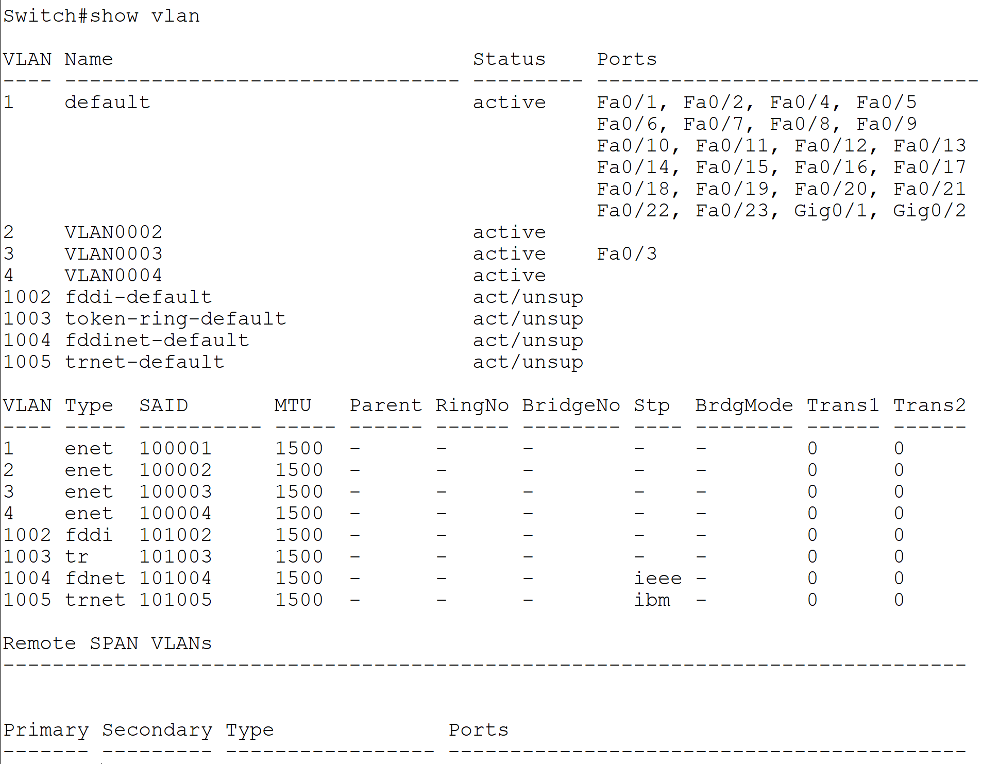 Switch#show vlan
VLAN Name                             Status    Ports
---- -------------------------------- --------- -------------------------------
1    default                          active    Fa0/1, Fa0/2, Fa0/4, Fa0/5
                                                Fa0/6, Fa0/7, Fa0/8, Fa0/9
                                                Fa0/10, Fa0/11, Fa0/12, Fa0/13
                                                Fa0/14, Fa0/15, Fa0/16, Fa0/17
                                                Fa0/18, Fa0/19, Fa0/20, Fa0/21
                                                Fa0/22, Fa0/23, Gig0/1, Gig0/2
2    VLAN0002                         active
3    VLAN0003                         active    Fa0/3
4    VLAN0004                         active
1002 fddi-default                     act/unsup
1003 token-ring-default               act/unsup
1004 fddinet-default                  act/unsup
1005 trnet-default                    act/unsup
VLAN Type  SAID       MTU   Parent RingNo BridgeNo Stp  BrdgMode Trans1 Trans2
---- ----- ---------- ----- ------ ------ -------- ---- -------- ------ ------
1    enet  100001     1500  -      -      -        -    -        0      0
2    enet  100002     1500  -      -      -        -    -        0      0
3    enet  100003     1500  -      -      -        -    -        0      0
4    enet  100004     1500  -      -      -        -    -        0      0
1002 fddi  101002     1500  -      -      -        -    -        0      0
1003 tr    101003     1500  -      -      -        -    -        0      0
1004 fdnet 101004     1500  -      -      -        ieee -        0      0
1005 trnet 101005     1500  -      -      -        ibm  -        0      0
Remote SPAN VLANs
------------------------------------------------------------------------------
Primary Secondary Type              Ports
------- --------- ----------------- ------------------------------------------